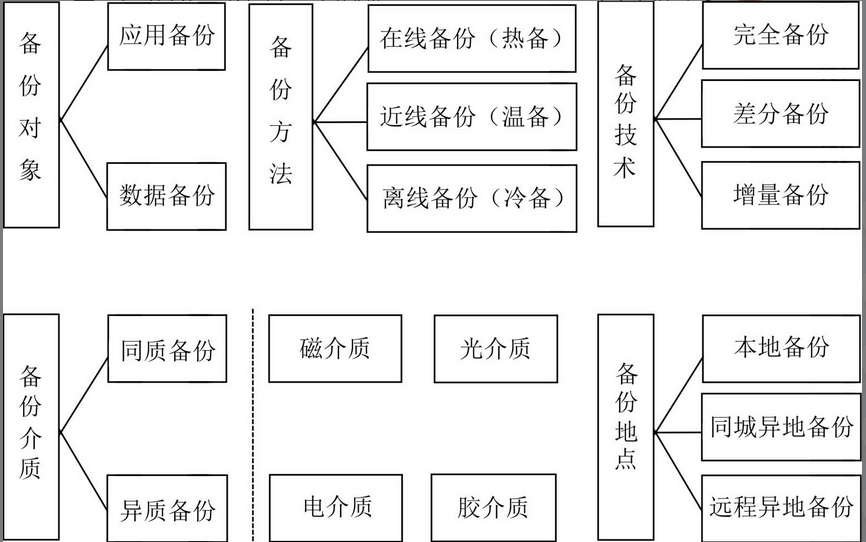 备份对象
应用备份
数据备份
备份方法
在线备份（热备）
近线备份（温备）
离线备份（冷备）
备份技术
完全备份
差分备份
增量备份
备份介质
同质备份
异质备份
磁介质
光介质
电介质
胶介质
备份地点
本地备份
同城异地备份
远程异地备份